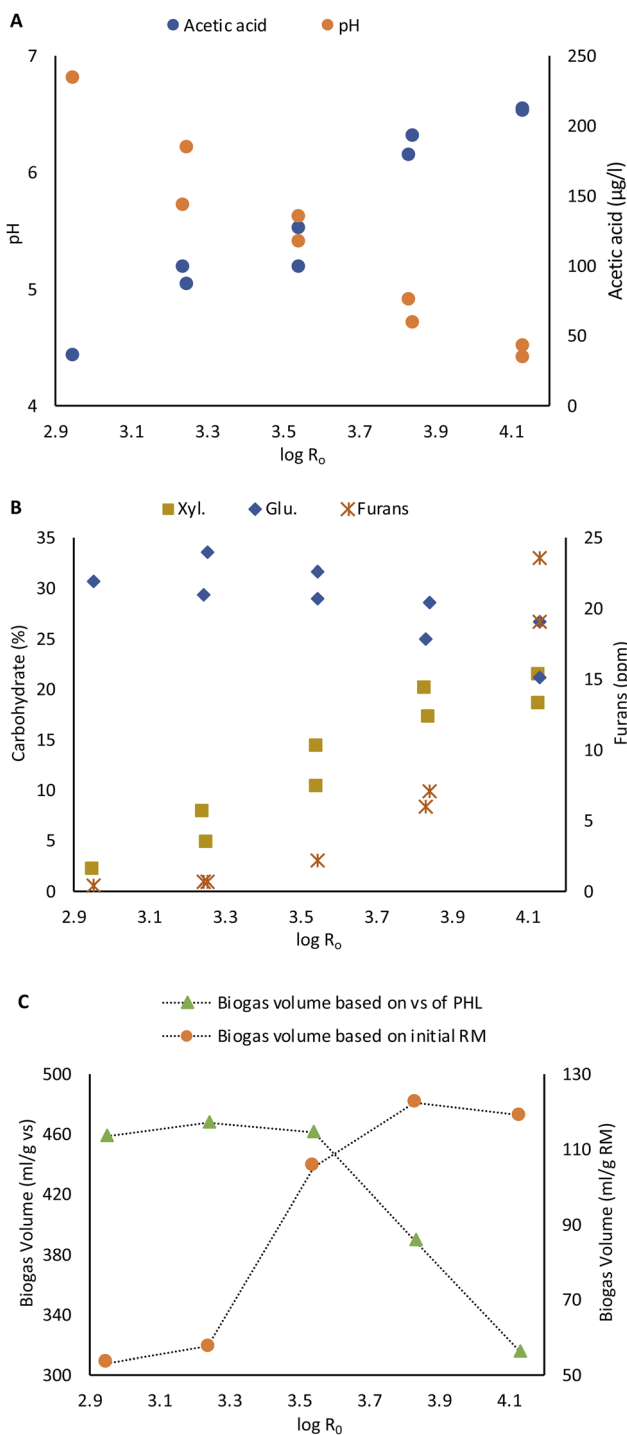 A
Acetic acid pH
7 250
200
6
150
pH Acetic acid (µg/l)
100
5
50
4 0
2.9 3.1 3.3 3.5 3.7 3.9 4.1
log Ro
B
Xyl. Glu. Furans
35 25
30
20
25
20 15
Carbohydrate (%) Furans (ppm)
15 10
10
5
5
0 0
2.9 3.1 3.3 3.5 3.7 3.9 4.1
log Ro
C
Biogas volume based on vs of PHL
Biogas volume based on initial RM
500 130
460 110
420
Biogas Volume (ml/g vs) Biogas Volume (ml/g RM)
90
380
70
340
300 50
2.9 3.1 3.3 3.5 3.7 3.9 4.1
log R0